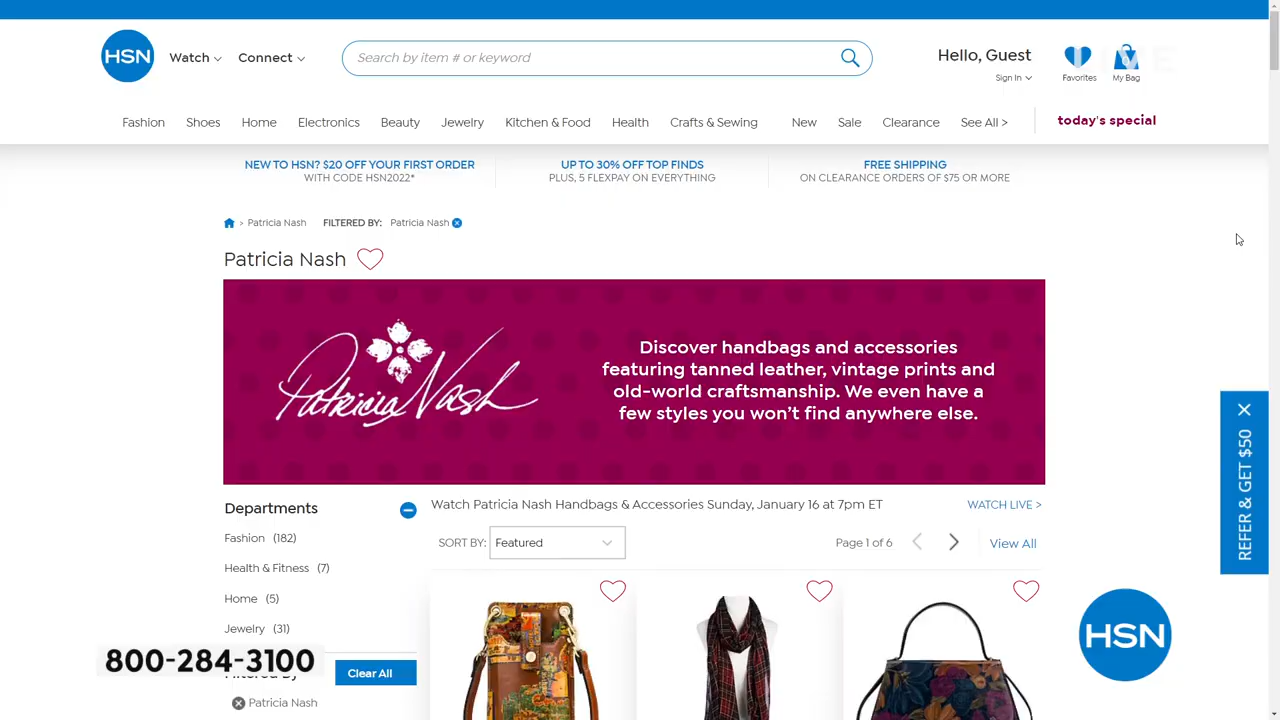 HSN
Watch
Connect
Search by item # or keyword
Hello, Guest
Sign In
Favorites
My Bag
Fashion
Shoes
Home
Electronics
Beauty
Jewelry
Kitchen & Food
Health
Crafts & Sewing
New
Sale
Clearance
See All >
today's special
NEW TO HSN? $20 OFF YOUR FIRST ORDER
WITH CODE HSN2022*
UP TO 30% OFF TOP FINDS
PLUS, 5 FLEXPAY ON EVERYTHING
FREE SHIPPING
ON CLEARANCE ORDERS OF $75 OR MORE
> Patricia Nash
FILTERED BY: Patricia Nash
Patricia Nash
Patricia Nash
Discover handbags and accessories
featuring tanned leather, vintage prints and
old-world craftsmanship. We even have a
few styles you won't find anywhere else.
REFER & GET $50
Departments
Fashion (182)
Health & Fitness (7)
Home (5)
Jewelry (31)
Watch Patricia Nash Handbags & Accessories Sunday, January 16 at 7pm ET
WATCH LIVE >
SORT BY: Featured
Page 1 of 6
View All
800-284-3100
Filtered By
Clear All
Patricia Nash
HSN